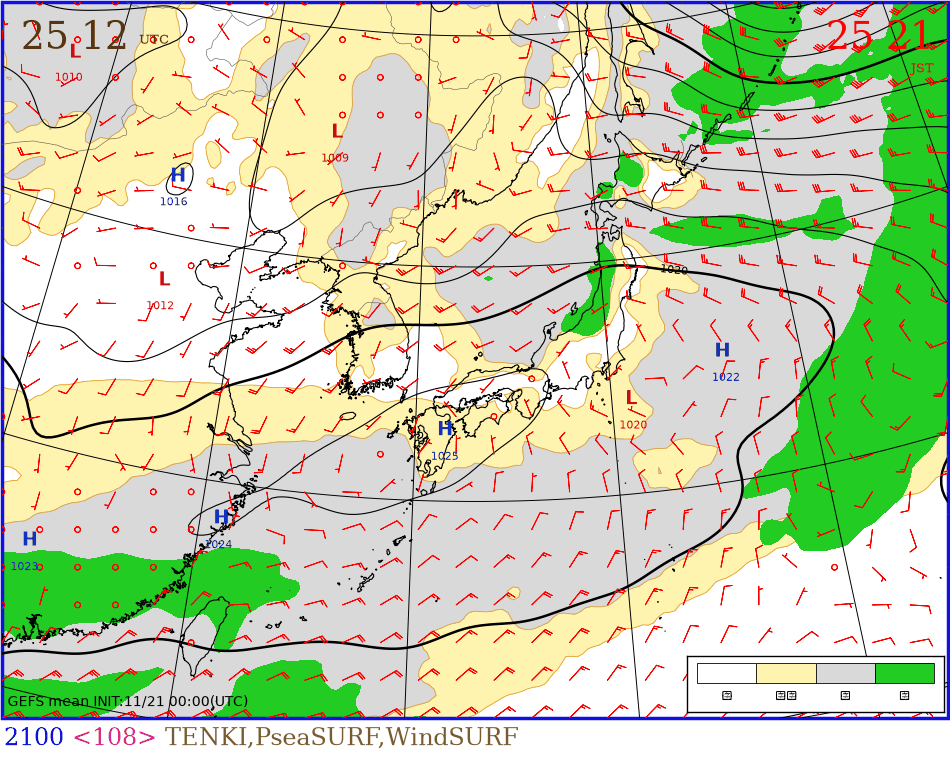 25 12 UTC
25 21
JST
L
1010
L
1009
H
1016
L
1012
1020
H
1022
L
1020
H
1025
H
1024
H
1023
GEFS mean INIT:11/21 00:00(UTC)
2100 <108> TENKI,PseaSURF,WindSURF